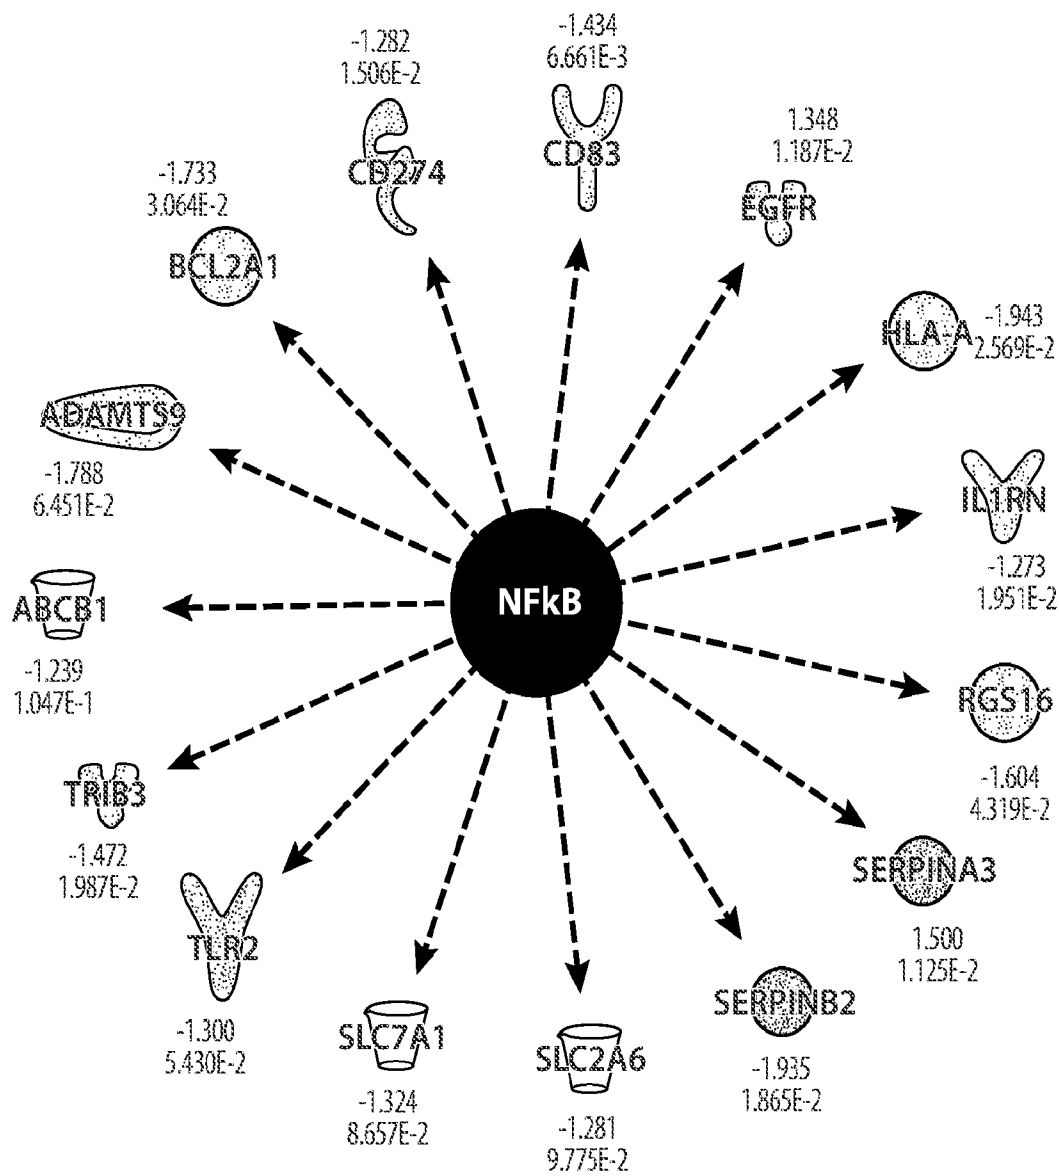 -1.434
6.661E-3
CD83
-1.282
1.506E-2
CD274
1.348
1.187E-2
EGFR
-1.733
3.064E-2
BCL2A1
HLA-A
-1.943
2.569E-2
ADAMTS9
-1.788
6.451E-2
IL1RN
-1.273
1.951E-2
NFkB
ABCB1
-1.239
1.047E-1
RGS16
-1.604
4.319E-2
TRIB3
-1.472
1.987E-2
SERPINA3
1.500
1.125E-2
TLR2
-1.300
5.430E-2
SERPINB2
-1.935
1.865E-2
SLC7A1
-1.324
8.657E-2
SLC2A6
-1.281
9.775E-2